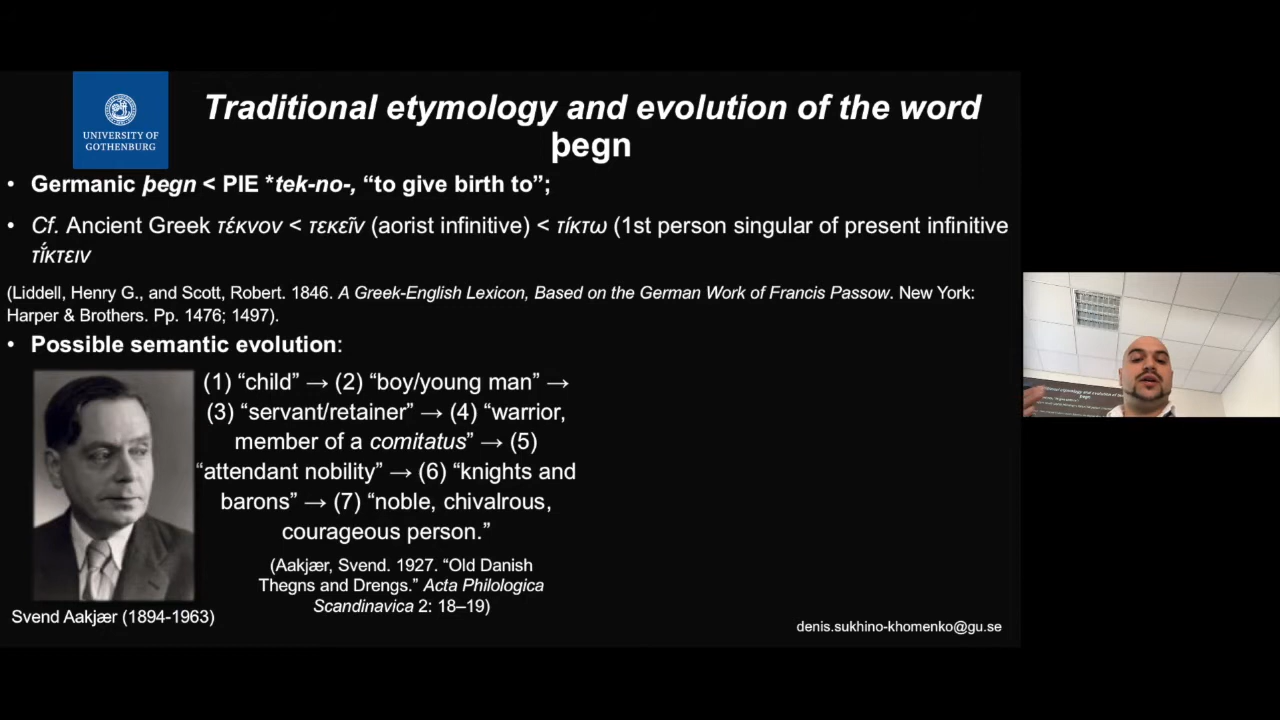 UNIVERSITY OF
GOTHENBURG
Traditional etymology and evolution of the word
þegn
• Germanic þegn < PIE *tek-no-, “to give birth to”;
• Cf. Ancient Greek τέκνον < τεκεῖν (aorist infinitive) < τίκτω (1st person singular of present infinitive
τῐ́κτειν
(Liddell, Henry G., and Scott, Robert. 1846. A Greek-English Lexicon, Based on the German Work of Francis Passow. New York:
Harper & Brothers. Pp. 1476; 1497).
• Possible semantic evolution:
(1) “child” → (2) “boy/young man” →
(3) “servant/retainer” → (4) “warrior,
member of a comitatus” → (5)
“attendant nobility” → (6) “knights and
barons” → (7) “noble, chivalrous,
courageous person.”
(Aakjær, Svend. 1927. “Old Danish
Thegns and Drengs.” Acta Philologica
Scandinavica 2: 18–19)
Svend Aakjær (1894-1963)
denis.sukhino-khomenko@gu.se